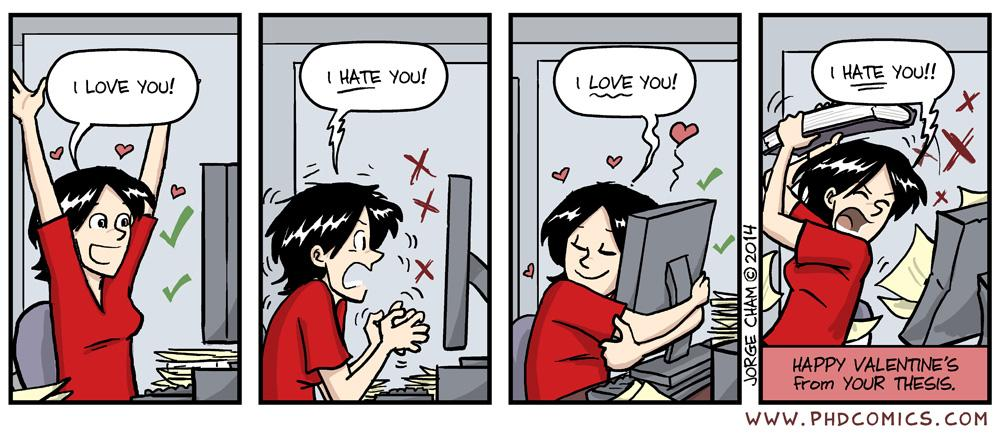 I LOVE YOU!
I HATE YOU!
I LOVE YOU!
I HATE YOU!!
JORGE CHAM © 2014
HAPPY VALENTINE'S
from YOUR THESIS.
WWW.PHDCOMICS.COM